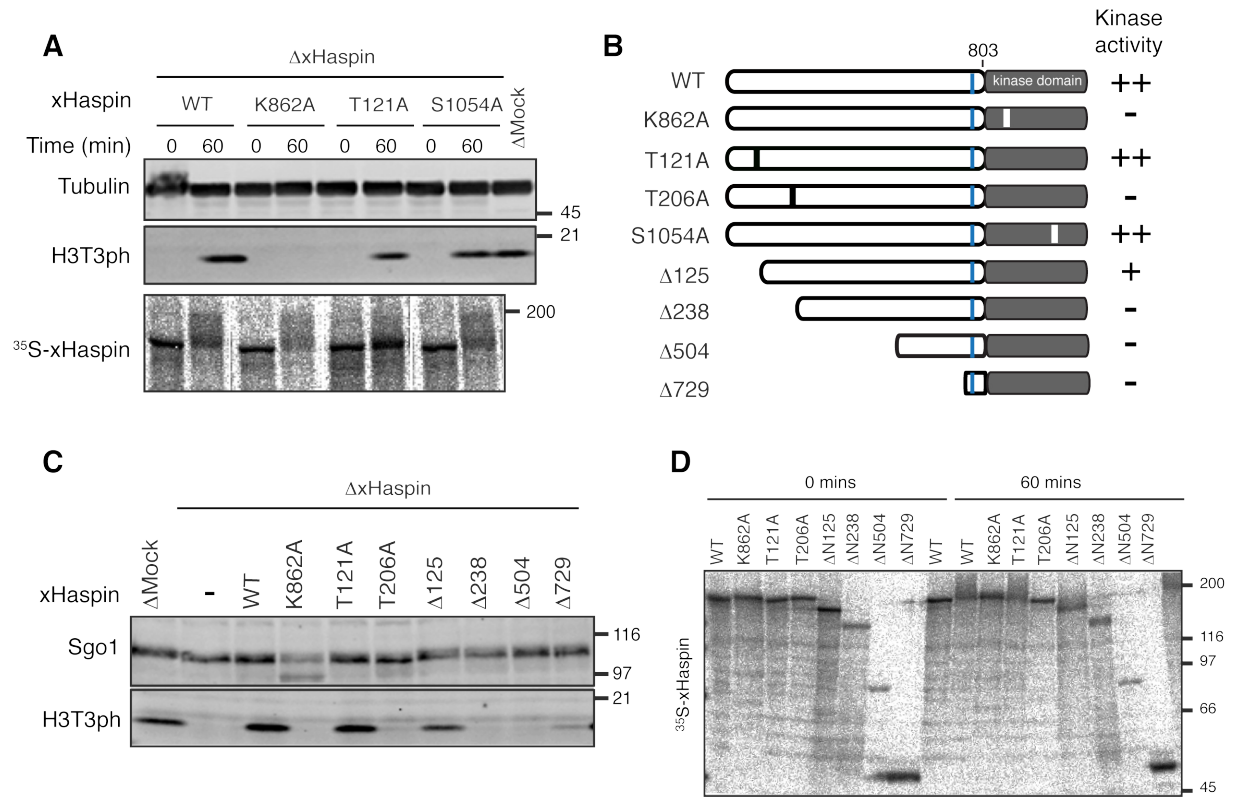 A
ΔxHaspin
xHaspin WT K862A T121A S1054A ΔMock
Time (min) 0 60 0 60 0 60 0 60
Tubulin
45
21
H3T3ph
200
35S-xHaspin
B
Kinase activity
803
WT kinase domain ++
K862A -
T121A ++
T206A -
S1054A ++
Δ125 +
Δ238 -
Δ504 -
Δ729 -
C
ΔxHaspin
xHaspin ΔMock - WT K862A T121A T206A Δ125 Δ238 Δ504 Δ729
Sgo1
116
97
21
H3T3ph
D
0 mins 60 mins
WT K862A T121A T206A ΔN125 ΔN238 ΔN504 ΔN729 WT WT K862A T121A T206A ΔN125 ΔN238 ΔN504 ΔN729
35S-xHaspin
200
116
97
66
45